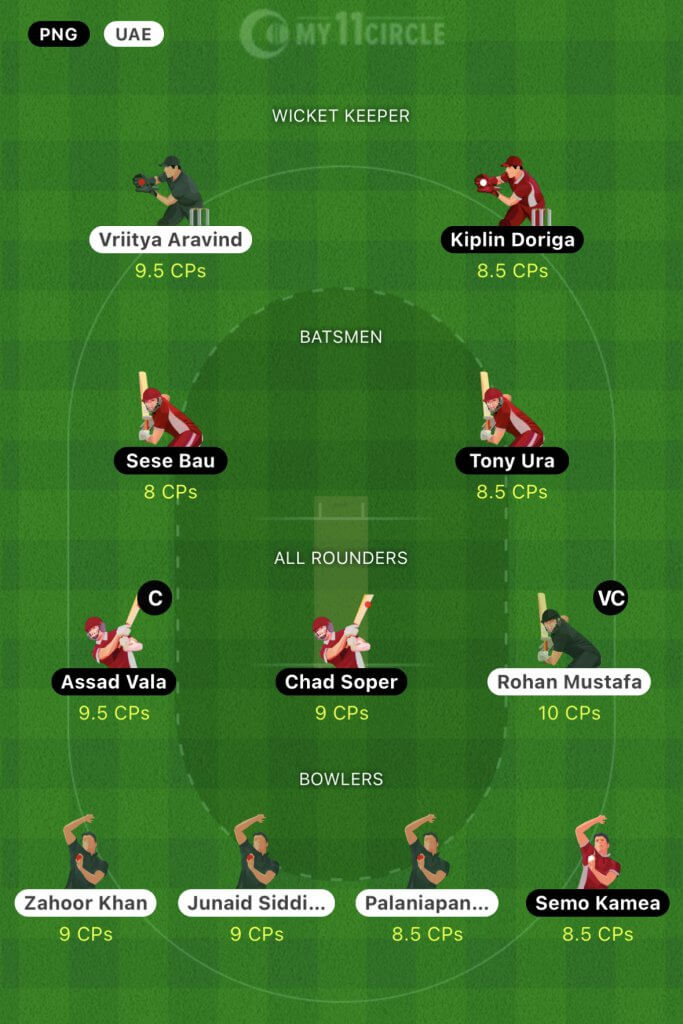 PNG UAE
MY11CIRCLE
WICKET KEEPER
Vriitya Aravind Kiplin Doriga
9.5 CPs 8.5 CPs
BATSMEN
Sese Bau Tony Ura
8 CPs 8.5 CPs
ALL ROUNDERS
C VC
Assad Vala Chad Soper Rohan Mustafa
9.5 CPs 9 CPs 10 CPs
BOWLERS
Zahoor Khan Junaid Siddi... Palaniapan... Semo Kamea
9 CPs 9 CPs 8.5 CPs 8.5 CPs